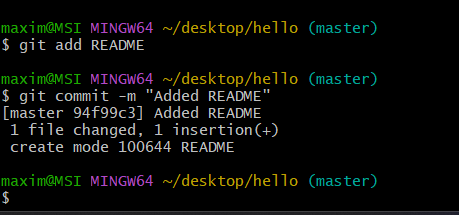 maxim@MSI MINGW64 ~/desktop/hello (master)
$ git add README
maxim@MSI MINGW64 ~/desktop/hello (master)
$ git commit -m "Added README"
[master 94f99c3] Added README
 1 file changed, 1 insertion(+)
 create mode 100644 README
maxim@MSI MINGW64 ~/desktop/hello (master)
$